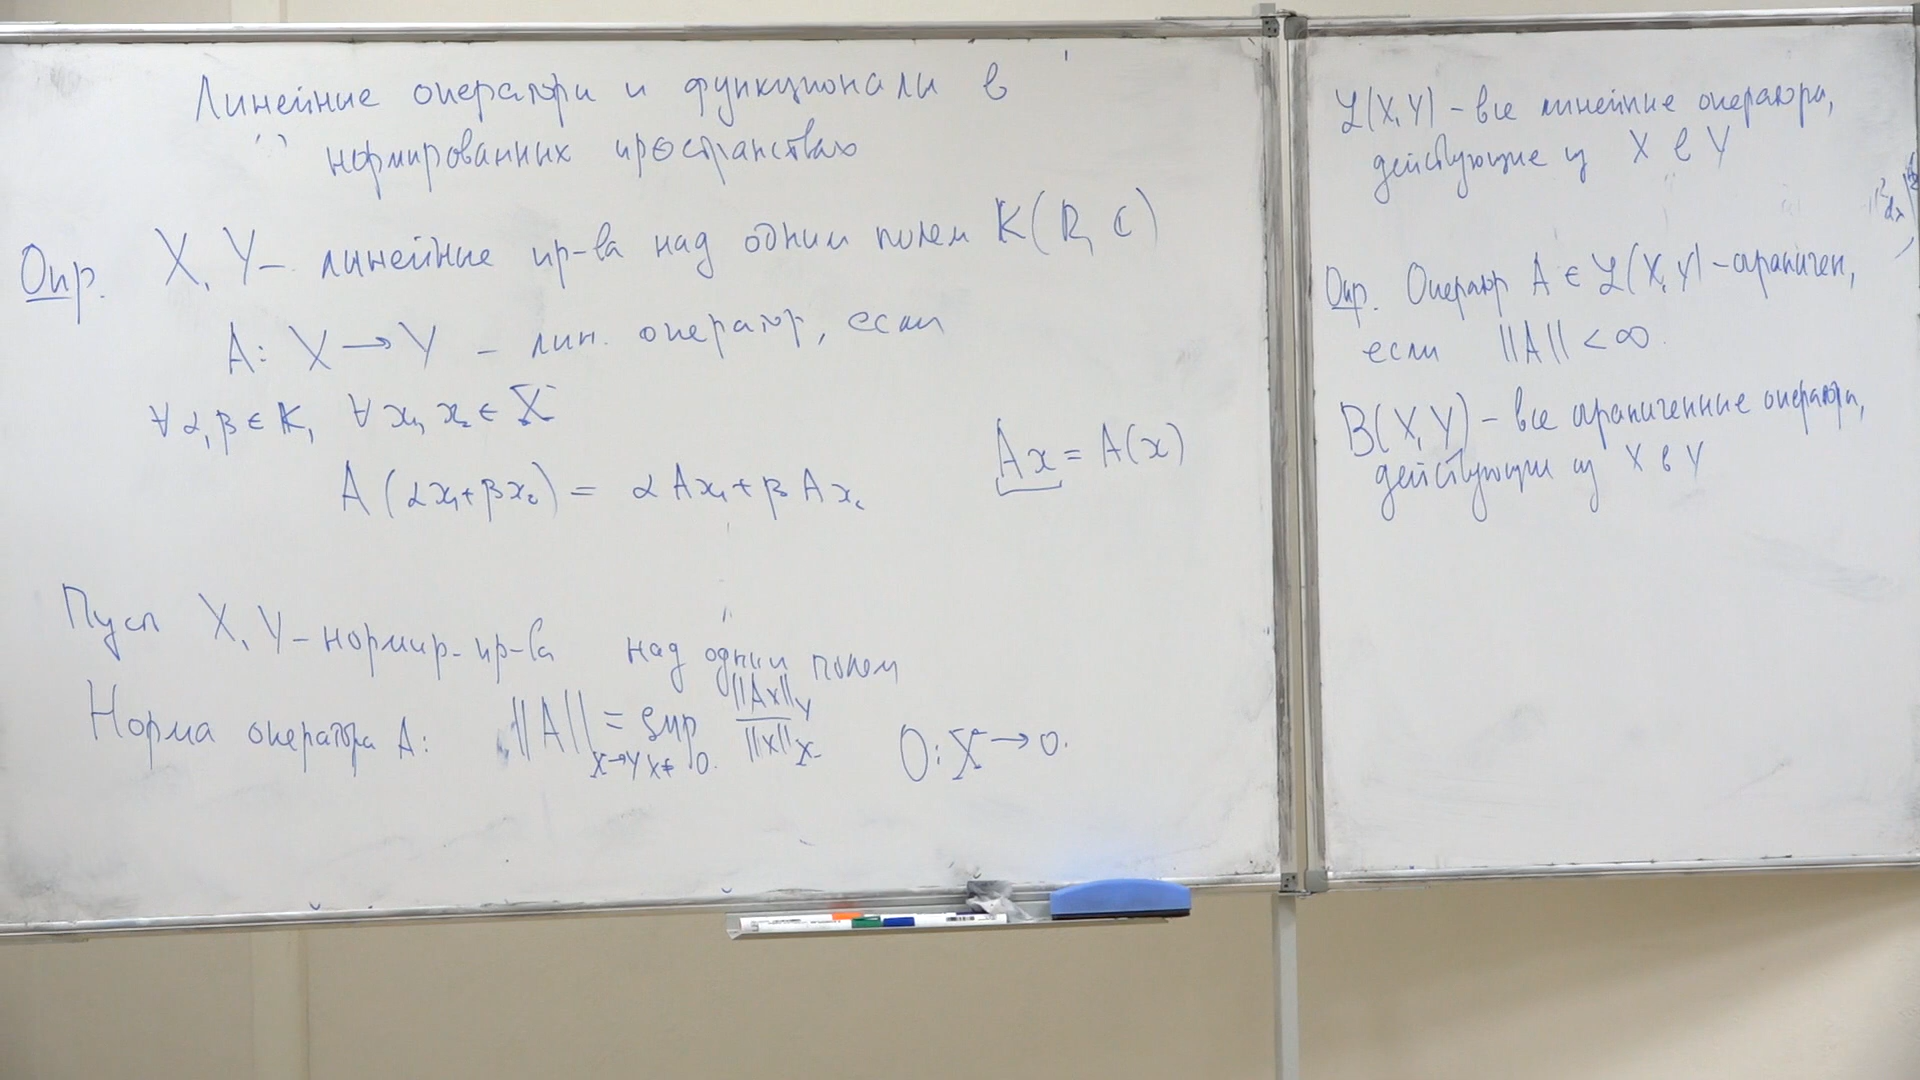 Линейные операторы и функционалы в
нормированных пространствах
Опр. X, Y – линейные пр-ва над одним полем K(R, C)
A: X → Y – лин. оператор, если
∀ α, β ∈ K, ∀ x₁, x₂ ∈ X
A(αx₁ + βx₂) = αAx₁ + βAx₂
Ax = A(x)
Пусть X, Y – нормир. пр-ва над одним полем
Норма оператора A: ||A||_{X→Y} = sup_{x≠0} ||Ax||_Y / ||x||_X
O: X → 0.
ℒ(X, Y) – все линейные операторы,
действующие из X в Y
Опр. Оператор A ∈ ℒ(X, Y) – ограничен,
если ||A|| < ∞.
B(X, Y) – все ограниченные операторы,
действующие из X в Y